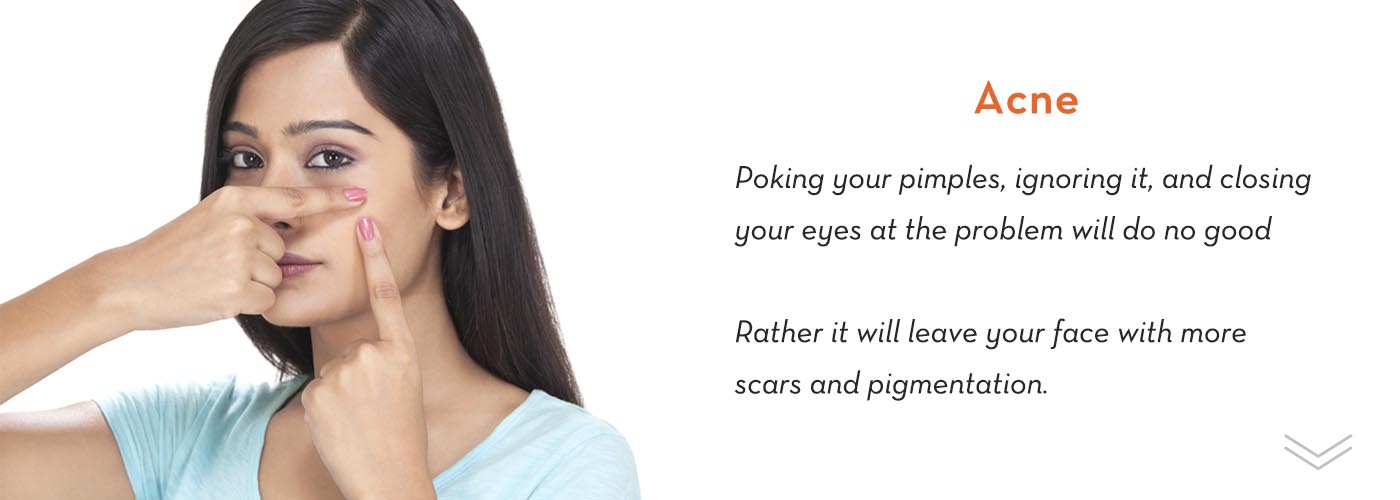 Acne
Poking your pimples, ignoring it, and closing
your eyes at the problem will do no good
Rather it will leave your face with more
scars and pigmentation.